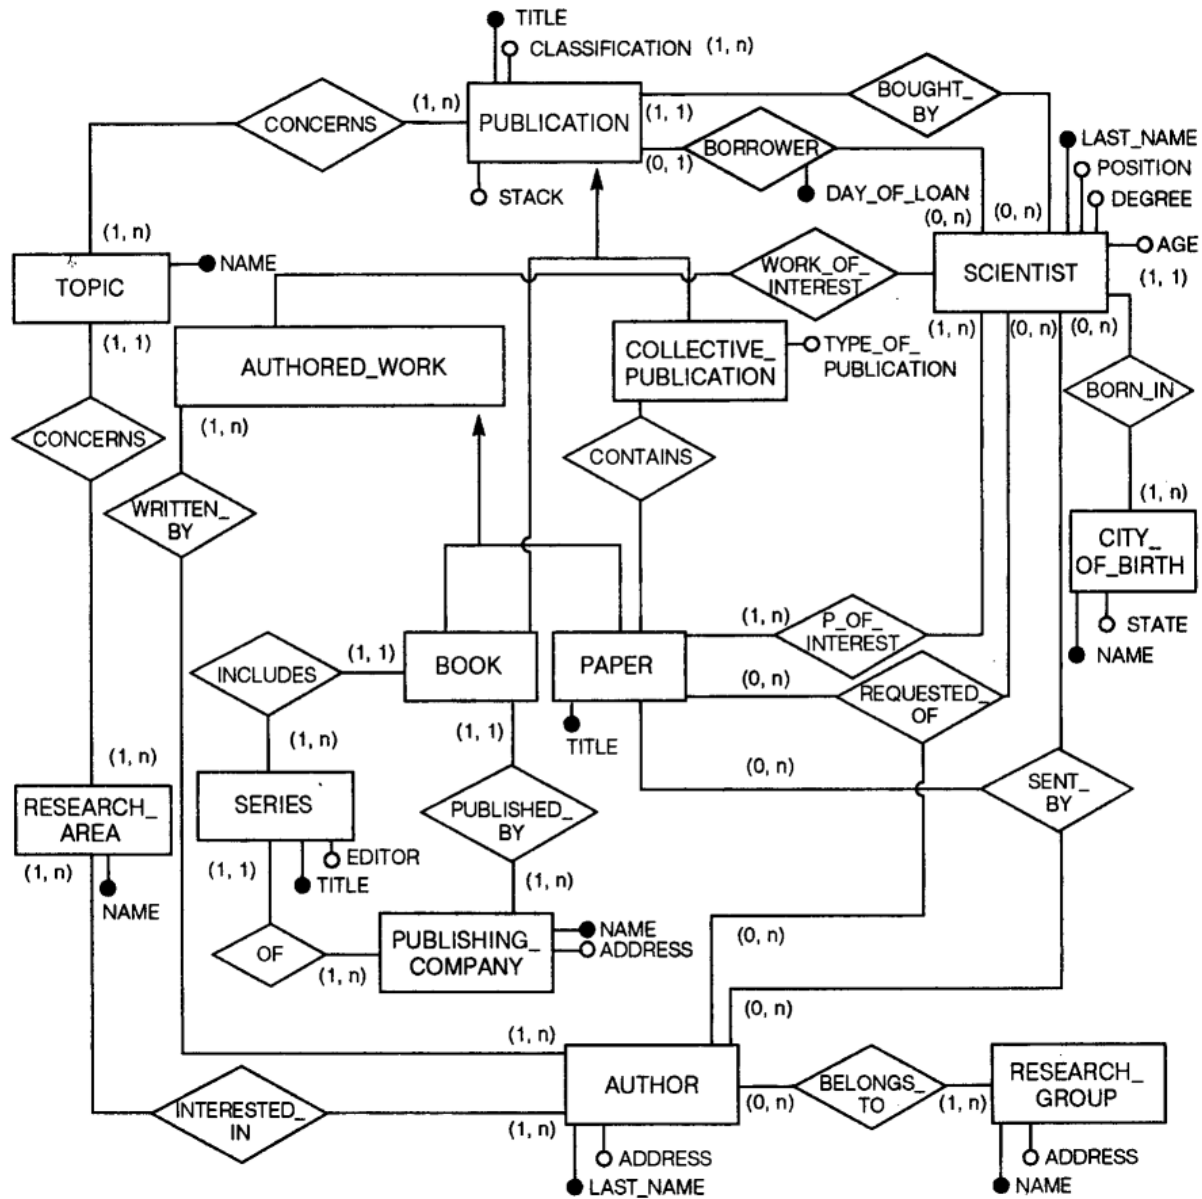 TITLE
CLASSIFICATION (1, n)
CONCERNS
(1, n)
PUBLICATION
(1, 1)
BOUGHT_
BY
(0, 1)
BORROWER
STACK
DAY_OF_LOAN
LAST_NAME
POSITION
DEGREE
AGE
(1, 1)
(0, n)
(0, n)
SCIENTIST
(1, n)
(0, n)
(0, n)
(1, n)
TOPIC
NAME
(1, 1)
WORK_OF_
INTEREST
AUTHORED_WORK
(1, n)
COLLECTIVE_
PUBLICATION
TYPE_OF_
PUBLICATION
BORN_IN
CONCERNS
CONTAINS
WRITTEN_
BY
(1, n)
CITY_
OF_BIRTH
STATE
NAME
INCLUDES
(1, 1)
BOOK
PAPER
(1, n)
P_OF_
INTEREST
(0, n)
REQUESTED_
OF
(1, n)
(1, 1)
TITLE
(1, n)
RESEARCH_
AREA
(1, n)
NAME
SERIES
(1, 1)
EDITOR
TITLE
PUBLISHED_
BY
(0, n)
SENT_
BY
(1, n)
OF
(1, n)
PUBLISHING_
COMPANY
NAME
ADDRESS
(0, n)
(0, n)
(1, n)
INTERESTED_
IN
(1, n)
AUTHOR
(0, n)
BELONGS_
TO
(1, n)
RESEARCH_
GROUP
ADDRESS
LAST_NAME
ADDRESS
NAME